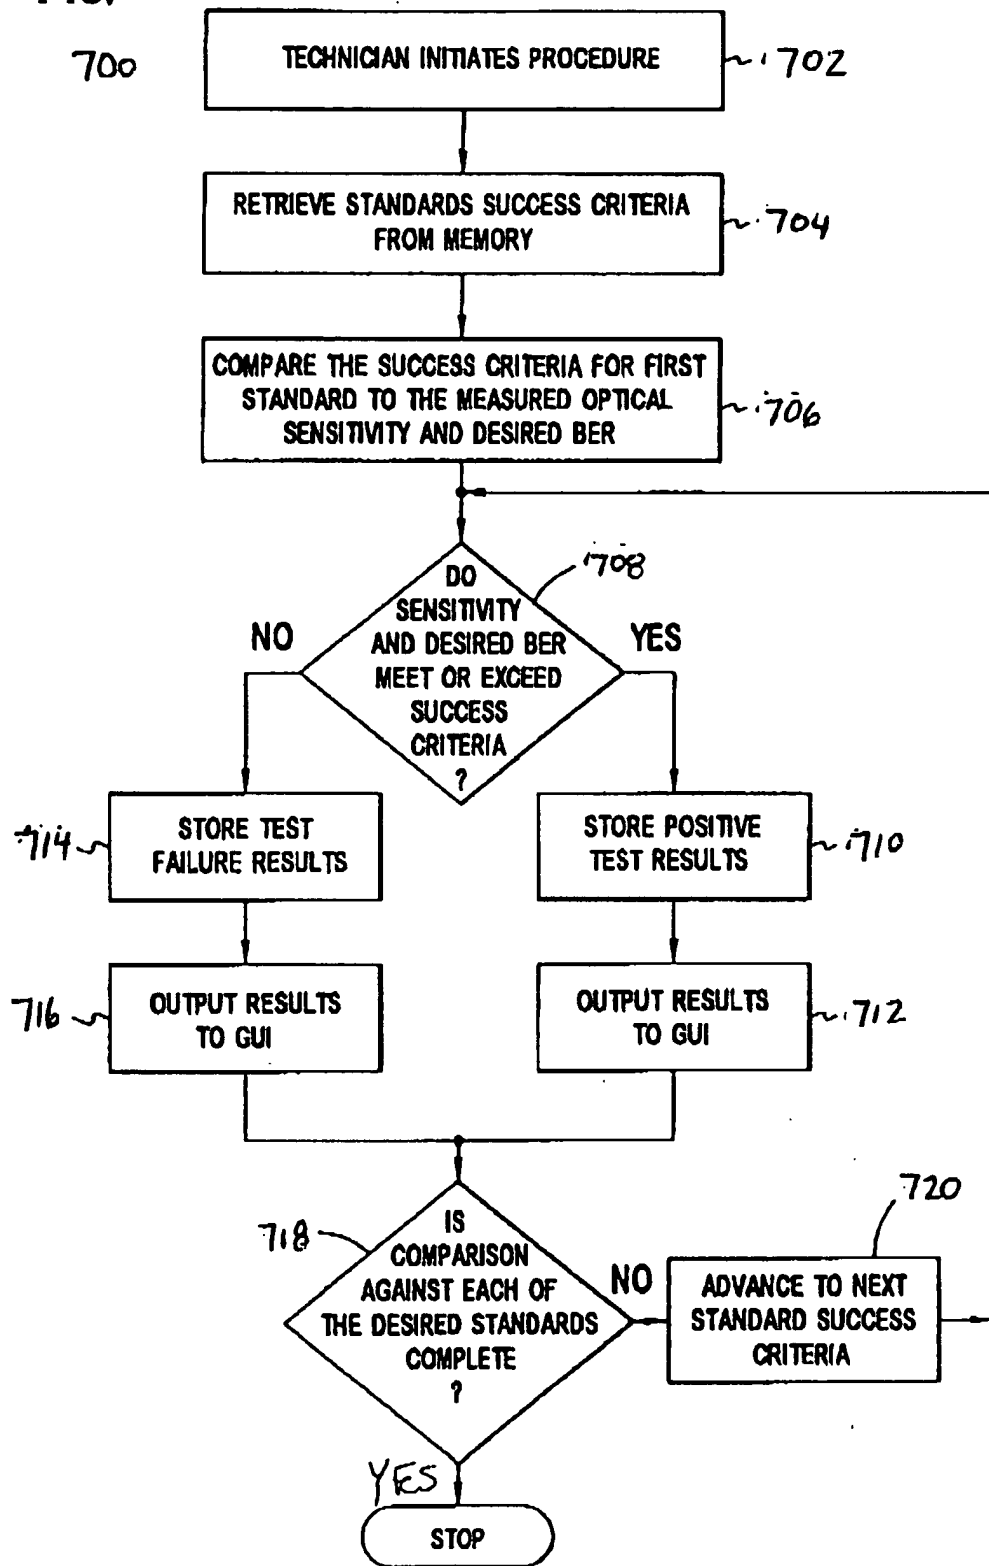 700
TECHNICIAN INITIATES PROCEDURE
702
RETRIEVE STANDARDS SUCCESS CRITERIA
FROM MEMORY
704
COMPARE THE SUCCESS CRITERIA FOR FIRST
STANDARD TO THE MEASURED OPTICAL
SENSITIVITY AND DESIRED BER
706
708
DO
SENSITIVITY
AND DESIRED BER
MEET OR EXCEED
SUCCESS
CRITERIA
?
NO
YES
714
STORE TEST
FAILURE RESULTS
STORE POSITIVE
TEST RESULTS
710
716
OUTPUT RESULTS
TO GUI
OUTPUT RESULTS
TO GUI
712
718
IS
COMPARISON
AGAINST EACH OF
THE DESIRED STANDARDS
COMPLETE
?
NO
720
ADVANCE TO NEXT
STANDARD SUCCESS
CRITERIA
YES
STOP